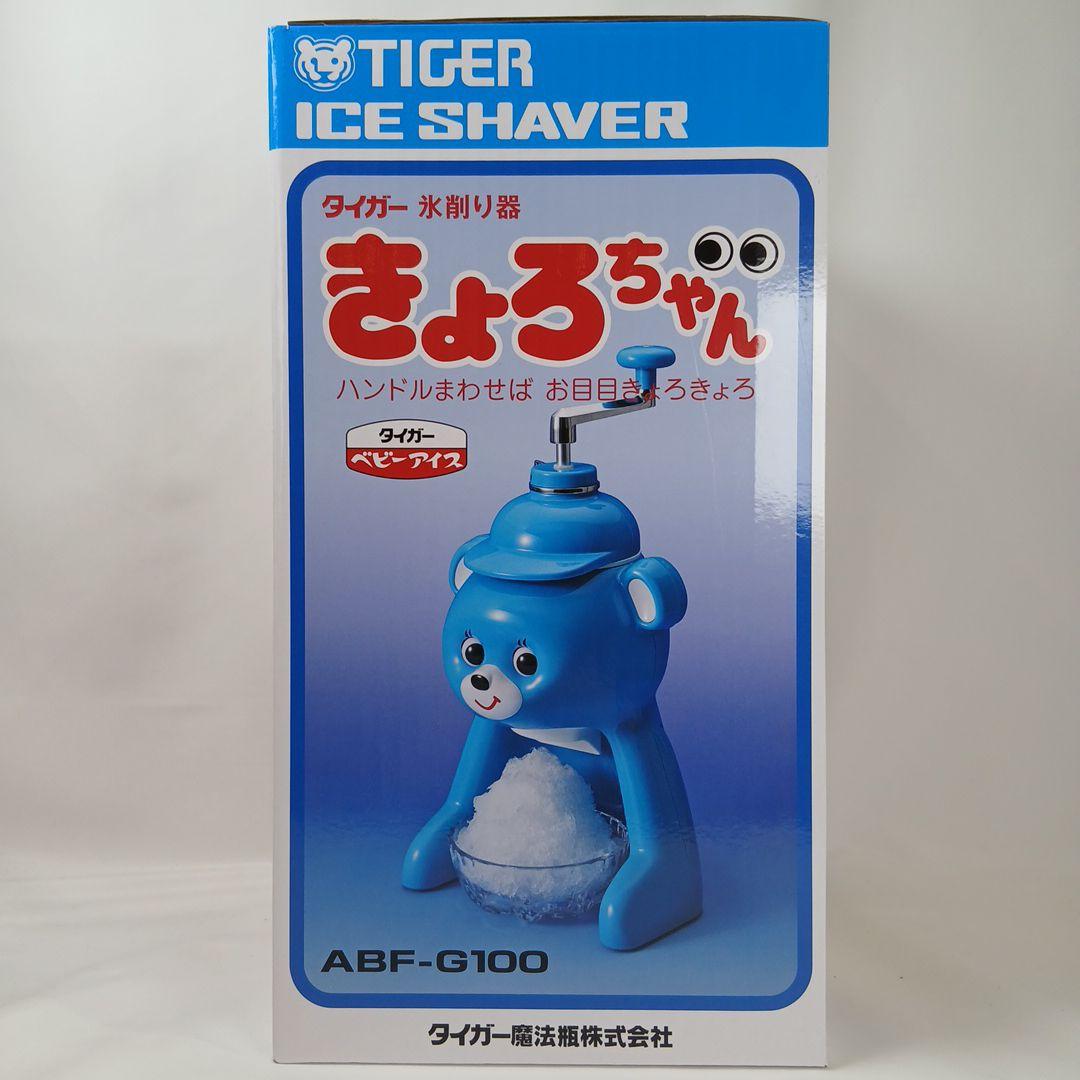 TIGER
ICE SHAVER
タイガー 氷削り器
きょろちゃん
ハンドルまわせば お目目きょろきょろ
タイガー
ベビーアイス
ABF-G100
タイガー魔法瓶株式会社